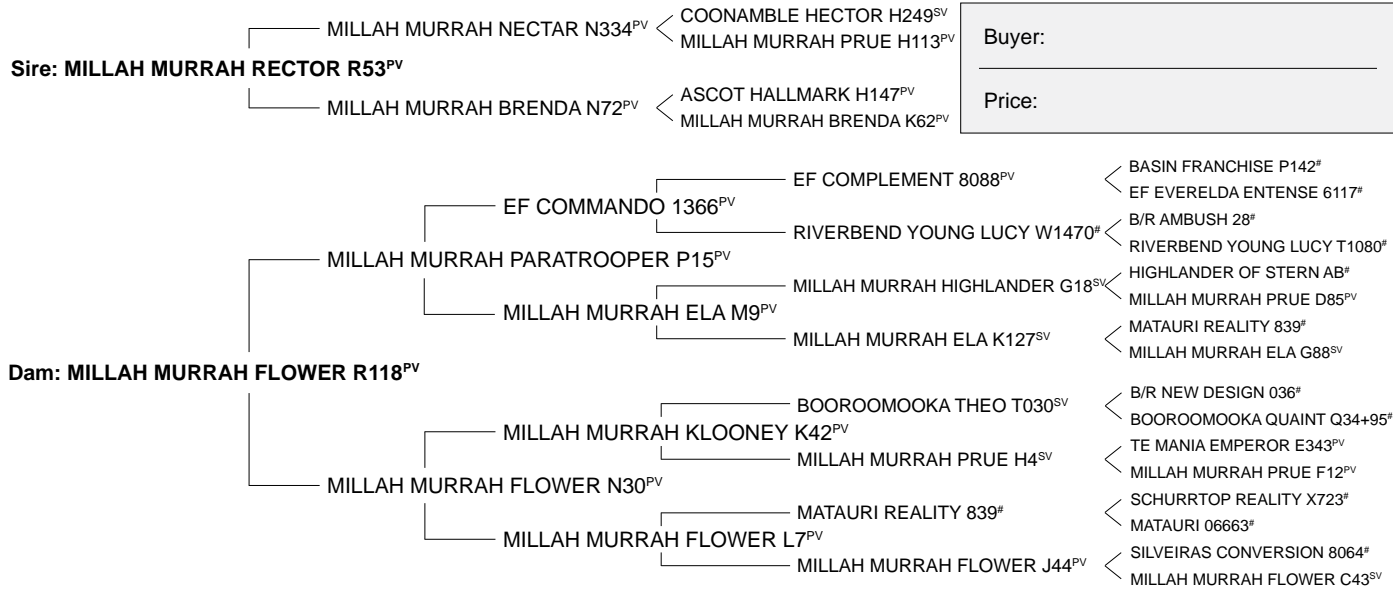 COONAMBLE HECTOR H249SV
MILLAH MURRAH NECTAR N334PV
MILLAH MURRAH PRUE H113PV
Buyer:
Sire: MILLAH MURRAH RECTOR R53PV
ASCOT HALLMARK H147PV
MILLAH MURRAH BRENDA N72PV
MILLAH MURRAH BRENDA K62PV
Price:
BASIN FRANCHISE P142#
EF COMPLEMENT 8088PV
EF EVERELDA ENTENSE 6117#
EF COMMANDO 1366PV
B/R AMBUSH 28#
RIVERBEND YOUNG LUCY W1470#
RIVERBEND YOUNG LUCY T1080#
MILLAH MURRAH PARATROOPER P15PV
HIGHLANDER OF STERN AB#
MILLAH MURRAH HIGHLANDER G18SV
MILLAH MURRAH PRUE D85PV
MILLAH MURRAH ELA M9PV
MATAURI REALITY 839#
MILLAH MURRAH ELA K127SV
MILLAH MURRAH ELA G88SV
Dam: MILLAH MURRAH FLOWER R118PV
B/R NEW DESIGN 036#
BOOROOMOOKA THEO T030SV
BOOROOMOOKA QUAINT Q34+95#
MILLAH MURRAH KLOONEY K42PV
TE MANIA EMPEROR E343PV
MILLAH MURRAH PRUE H4SV
MILLAH MURRAH PRUE F12PV
MILLAH MURRAH FLOWER N30PV
SCHURRTOP REALITY X723#
MATAURI REALITY 839#
MATAURI 06663#
MILLAH MURRAH FLOWER L7PV
SILVEIRAS CONVERSION 8064#
MILLAH MURRAH FLOWER J44PV
MILLAH MURRAH FLOWER C43SV